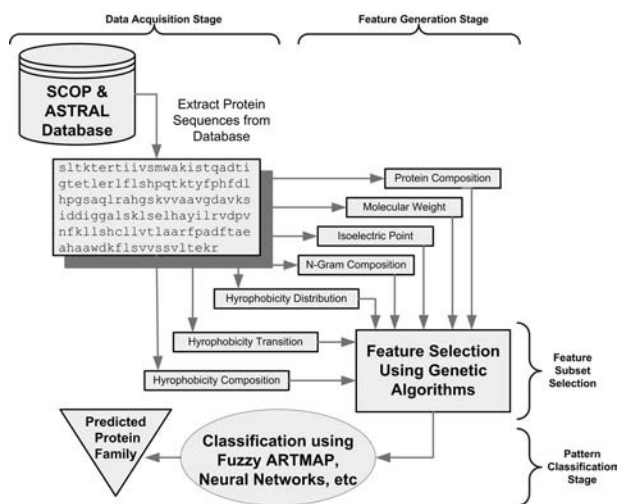 Data Acquisition Stage
Feature Generation Stage
SCOP &
ASTRAL
Database
Extract Protein
Sequences from
Database
sltktertiivsmwakistqadti
gtetlerlflshpqtktyfphfdl
hpgsaqlrahgskvvaavgdavks
iddiggalsklselhayilrvdpv
nfkllshcllvtlaarfpadftae
ahaawdkflsvvssvltekr
Protein Composition
Molecular Weight
Isoelectric Point
N-Gram Composition
Hyrophobicity Distribution
Hyrophobicity Transition
Hyrophobicity Composition
Feature Selection
Using Genetic
Algorithms
Feature
Subset
Selection
Predicted
Protein
Family
Classification using
Fuzzy ARTMAP,
Neural Networks, etc
Pattern
Classification
Stage